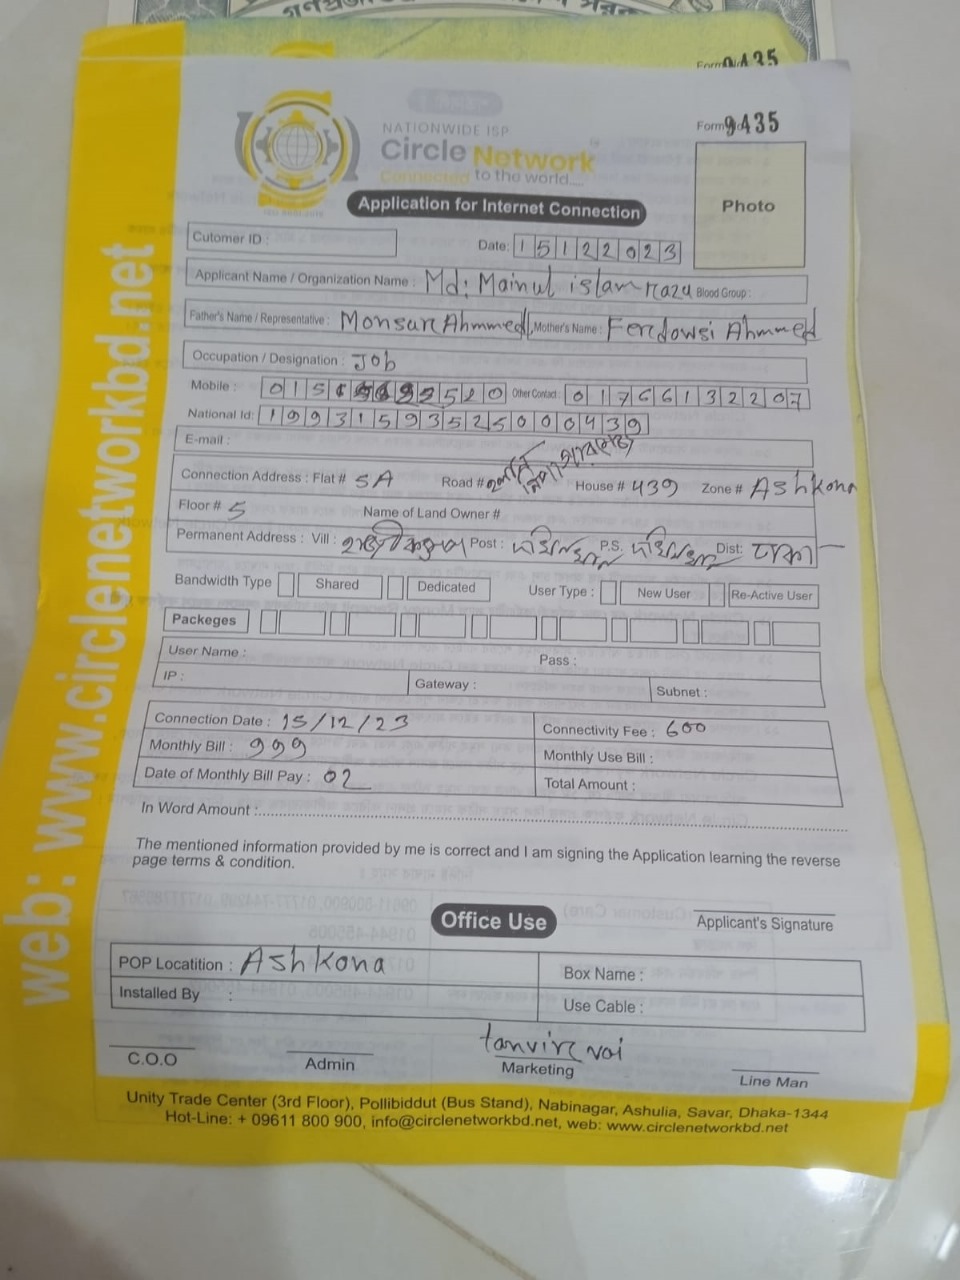 Form 9435
NATIONWIDE ISP
Circle Network
Connected to the world...
Application for Internet Connection
Photo
Cutomer ID :
Date: 15122023
Applicant Name / Organization Name : Md: Mainul islam razu Blood Group :
Father's Name / Representative : Monsur Ahmmed Mother's Name : Ferdowsi Ahmmed
Occupation / Designation : Job
Mobile : Other Contact : 01766132207
National Id: 19931593525000439
E-mail :
Connection Address : Flat # 5A Road # House # 439 Zone # Ashkona
Floor # 5 Name of Land Owner #
Permanent Address : Vill : Post : P.S. Dist: ঢাকা
Bandwidth Type Shared Dedicated User Type : New User Re-Active User
Packeges
User Name : Pass :
IP : Gateway : Subnet :
Connection Date : 15/12/23 Connectivity Fee : 600
Monthly Bill : 999 Monthly Use Bill :
Date of Monthly Bill Pay : 02 Total Amount :
In Word Amount :
The mentioned information provided by me is correct and I am signing the Application learning the reverse
page terms & condition.
Office Use
Applicant's Signature
POP Locatition : Ashkona Box Name :
Installed By : Use Cable :
tanvir vai
C.O.O Admin Marketing Line Man
Unity Trade Center (3rd Floor), Pollibiddut (Bus Stand), Nabinagar, Ashulia, Savar, Dhaka-1344
Hot-Line: + 09611 800 900, info@circlenetworkbd.net, web: www.circlenetworkbd.net
web: www.circlenetworkbd.net